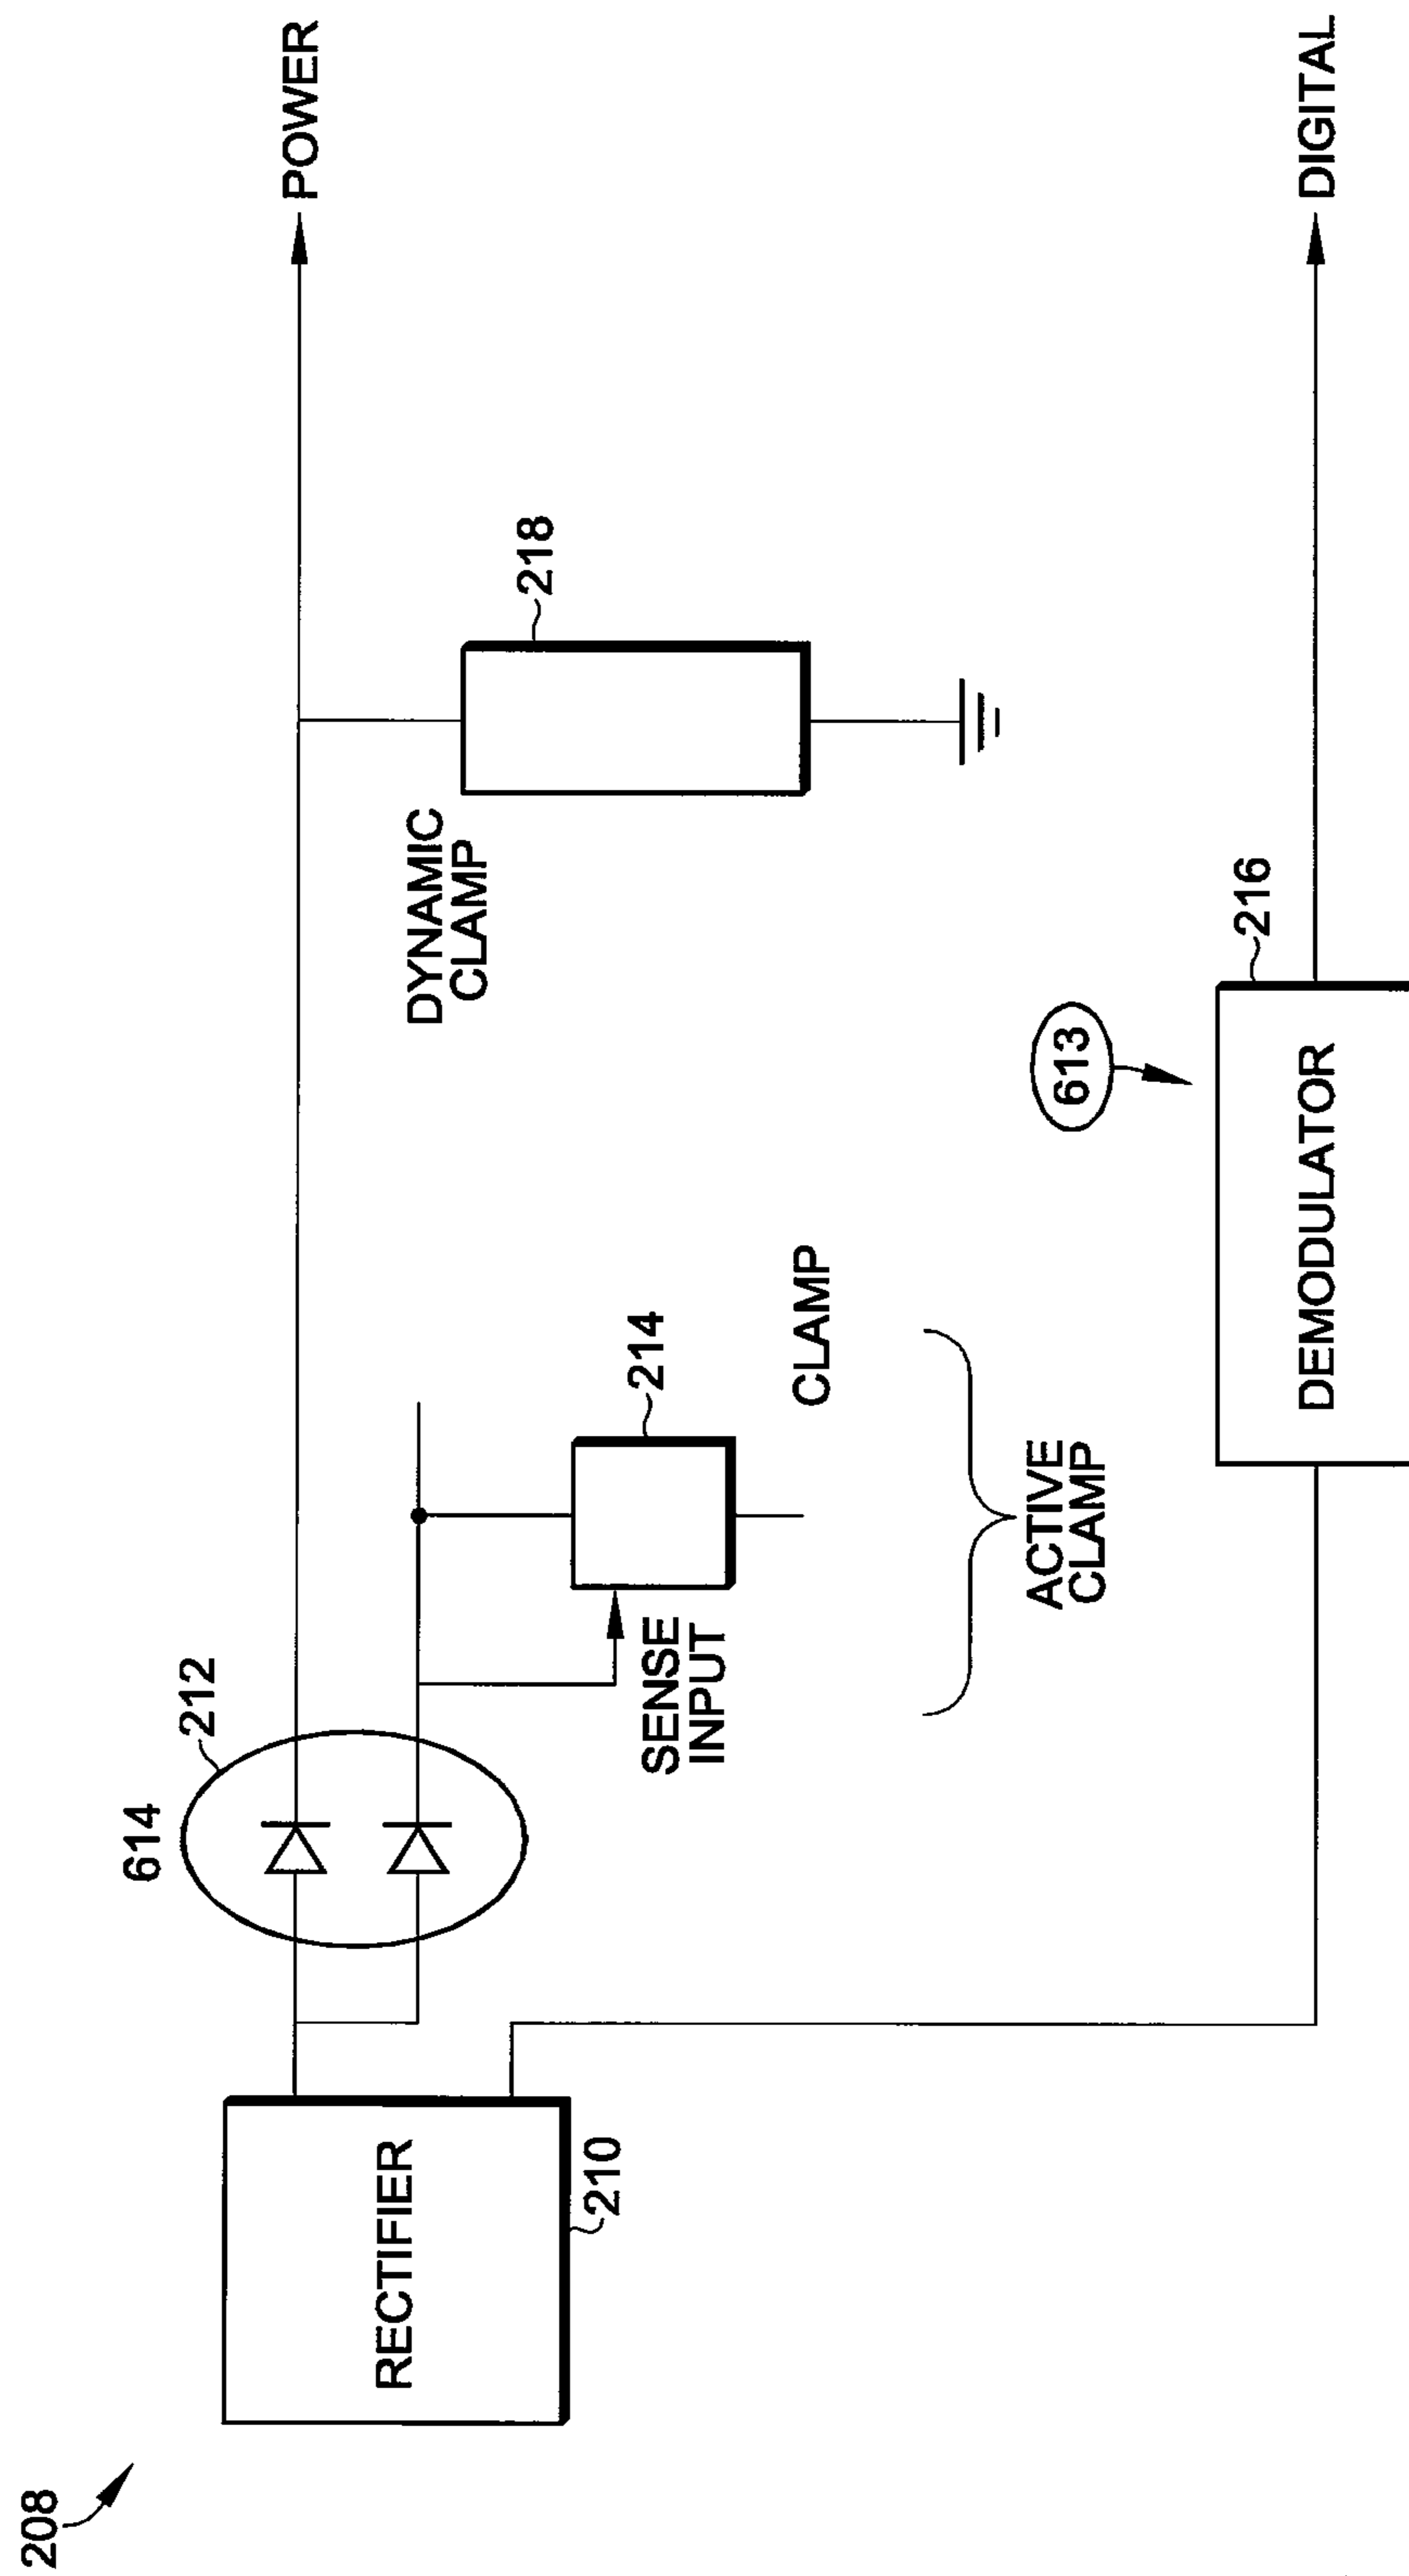 208
RECTIFIER
210
614
212
SENSE
INPUT
214
CLAMP
ACTIVE
CLAMP
DYNAMIC
CLAMP
218
POWER
613
DEMODULATOR
216
DIGITAL